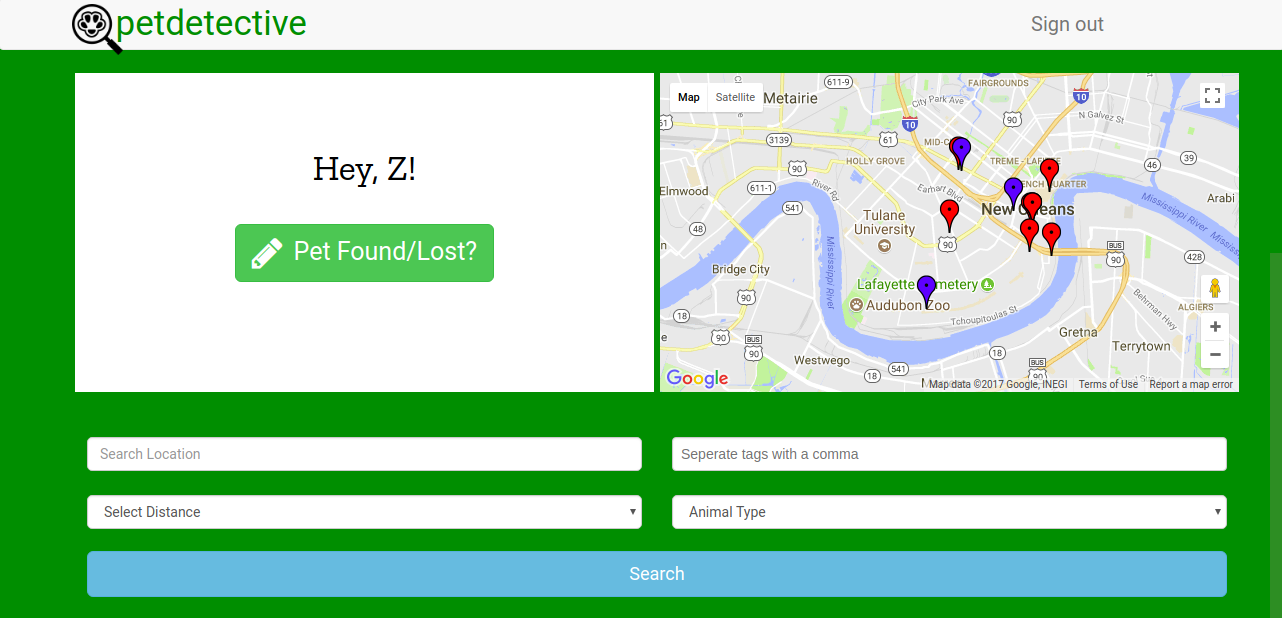 petdetective
Sign out
Hey, Z!
Pet Found/Lost?
Map Satellite
611-9
FAIRGROUNDS
Metairie
City Park Ave
10
10
90
N Galvez St
61
3139
61
MID-C
HOLLY GROVE
TREME - LAFITTE
46
39
90
Elmwood
611-1
River Rd
Earhart Blvd
FRENCH QUARTER
Arabi
541
Tulane
University
New Orleans
Mississippi River
Mississippi River
48
90
BUS
90
428
Bridge City
90
Lafayette Cemetery
Audubon Zoo
Tchoupitoulas St
Behrman Hwy
ALGIERS
18
90
BUS
90
Gretna
Terrytown
Westwego
18
541
18
BUS
90
Google
Map data ©2017 Google, INEGI Terms of Use Report a map error
Search Location
Seperate tags with a comma
Select Distance
Animal Type
Search